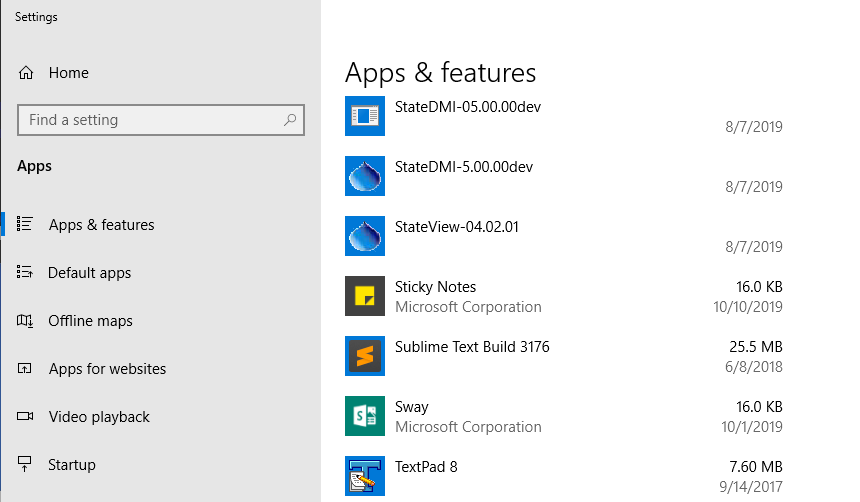 Settings
Home
Find a setting
Apps
Apps & features
Default apps
Offline maps
Apps for websites
Video playback
Startup
Apps & features
StateDMI-05.00.00dev
8/7/2019
StateDMI-5.00.00dev
8/7/2019
StateView-04.02.01
8/7/2019
Sticky Notes 16.0 KB
Microsoft Corporation 10/10/2019
Sublime Text Build 3176 25.5 MB
6/8/2018
Sway 16.0 KB
Microsoft Corporation 10/1/2019
TextPad 8 7.60 MB
9/14/2017